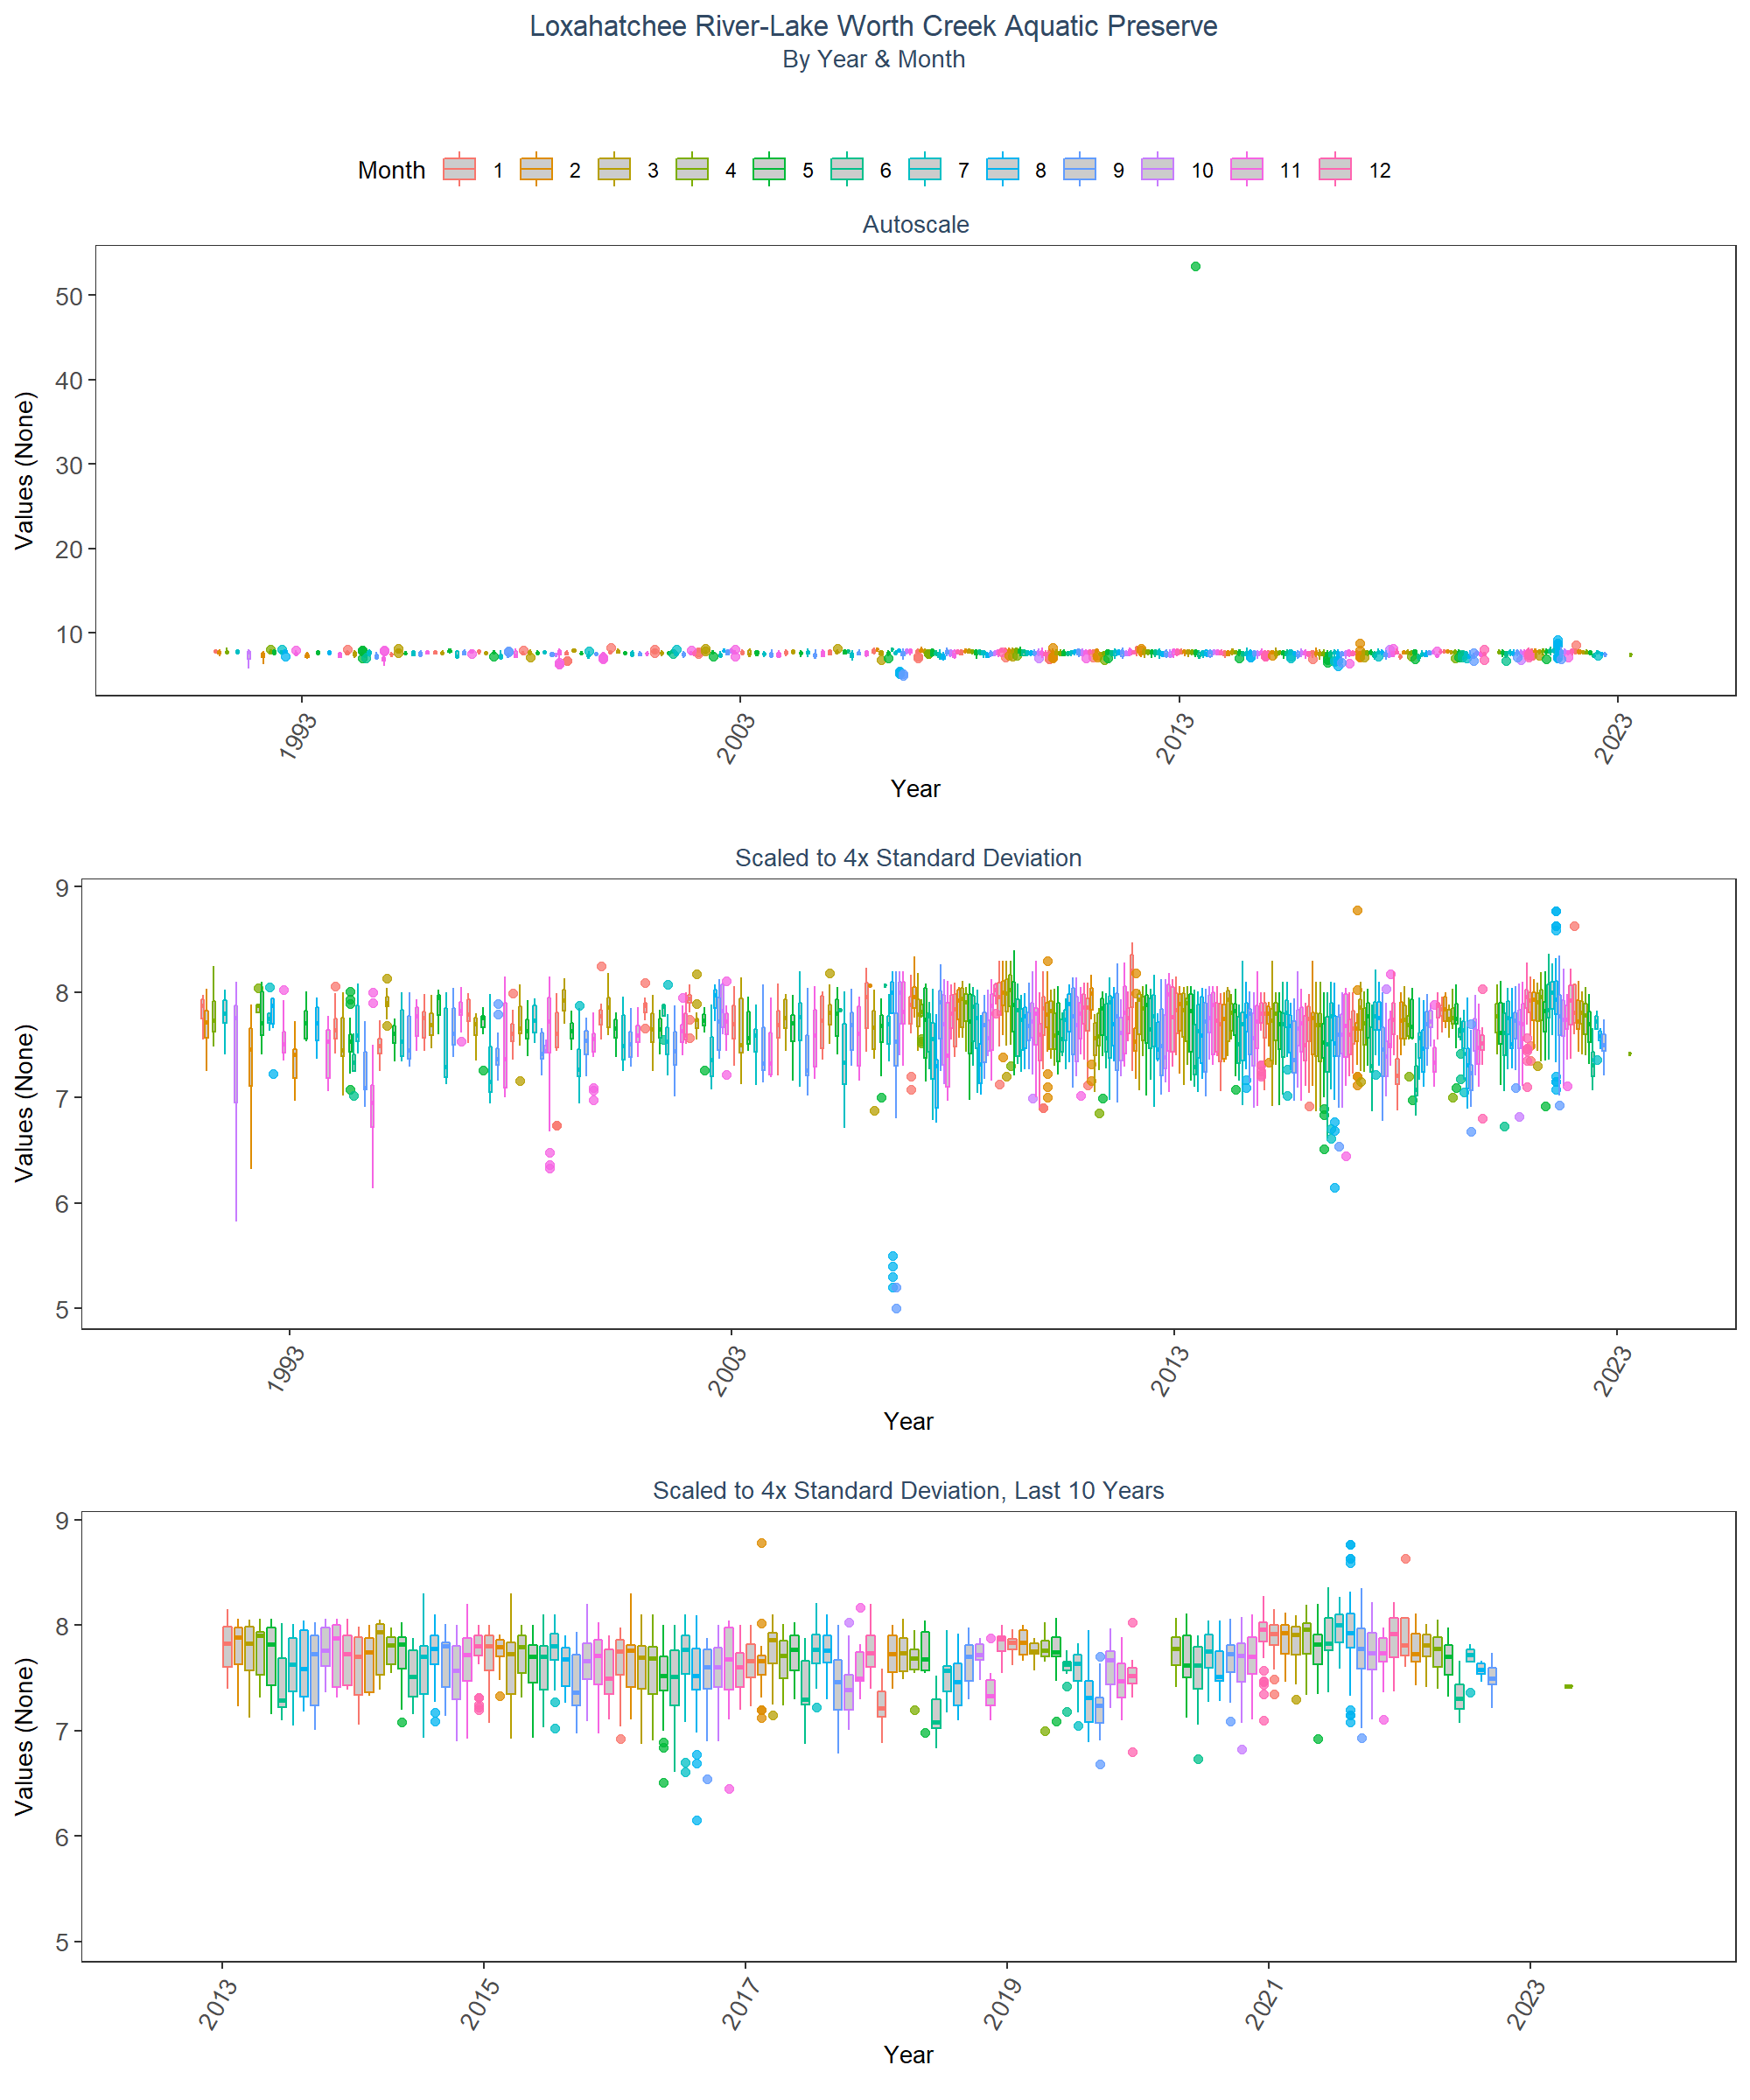 Loxahatchee River-Lake Worth Creek Aquatic Preserve
By Year & Month
Month 1 2 3 4 5 6 7 8 9 10 11 12
Autoscale
50
40
30
20
10
Values (None)
1993 2003 2013 2023
Year
Scaled to 4x Standard Deviation
9
8
7
6
5
Values (None)
1993 2003 2013 2023
Year
Scaled to 4x Standard Deviation, Last 10 Years
9
8
7
6
5
Values (None)
2013 2015 2017 2019 2021 2023
Year